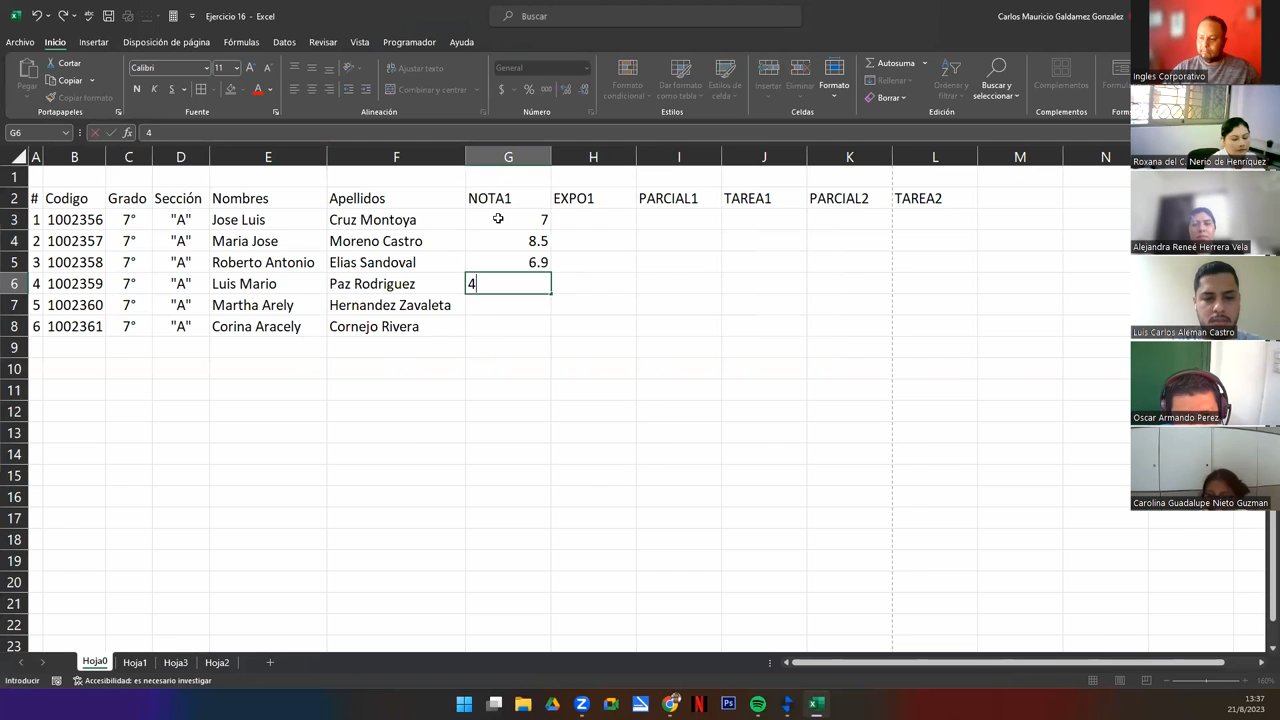 Ejercicio 16 - Excel
Buscar
Carlos Mauricio Galdamez Gonzalez
Archivo Inicio Insertar Disposición de página Fórmulas Datos Revisar Vista Programador Ayuda
Pegar
Cortar
Copiar
Copiar formato
Portapapeles
Calibri 11
N K S
Fuente
Ajustar texto
Combinar y centrar
Alineación
General
$ % 000
Número
Formato condicional
Dar formato como tabla
Estilos de celda
Estilos
Insertar
Eliminar
Formato
Celdas
Autosuma
Rellenar
Borrar
Ordenar y filtrar
Buscar y seleccionar
Edición
Complementos
Complementos
G6 fx 4
A B C D E F G H I J K L M N
1
2 # Codigo Grado Sección Nombres Apellidos NOTA1 EXPO1 PARCIAL1 TAREA1 PARCIAL2 TAREA2
3 1 1002356 7° "A" Jose Luis Cruz Montoya 7
4 2 1002357 7° "A" Maria Jose Moreno Castro 8.5
5 3 1002358 7° "A" Roberto Antonio Elias Sandoval 6.9
6 4 1002359 7° "A" Luis Mario Paz Rodriguez 4
7 5 1002360 7° "A" Martha Arely Hernandez Zavaleta
8 6 1002361 7° "A" Corina Aracely Cornejo Rivera
9
10
11
12
13
14
15
16
17
18
19
20
21
22
23
Ingles Corporativo
Roxana del C. Nerio de Henríquez
Alejandra Reneé Herrera Vela
Luis Carlos Aleman Castro
Oscar Armando Perez
Carolina Guadalupe Nieto Guzman
Hoja0 Hoja1 Hoja3 Hoja2
Introducir
Accesibilidad: es necesario investigar
160%
13:37
21/8/2023